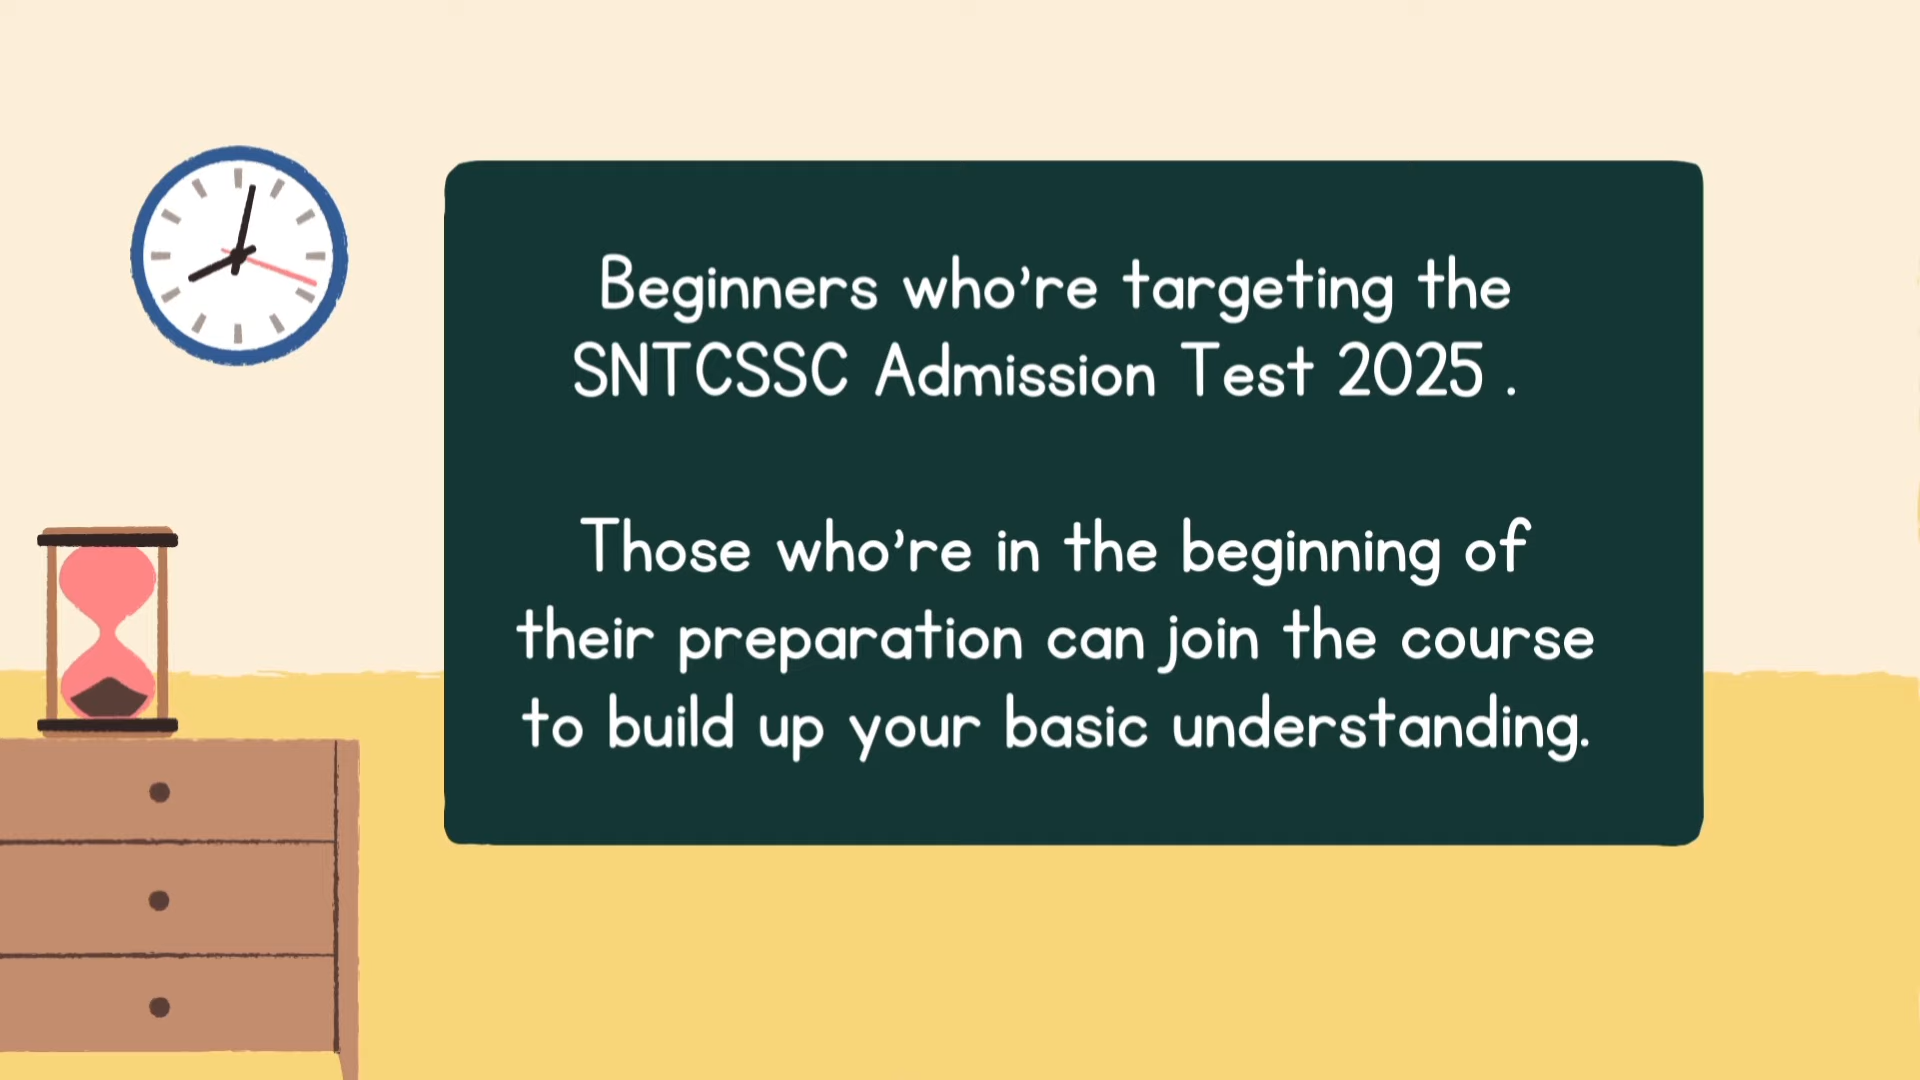 Beginners who’re targeting the
SNTCSSC Admission Test 2025 .
Those who’re in the beginning of
their preparation can join the course
to build up your basic understanding.